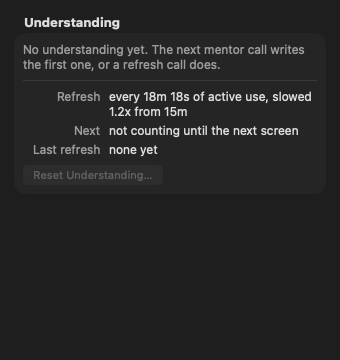 Understanding
No understanding yet. The next mentor call writes
the first one, or a refresh call does.
Refresh every 18m 18s of active use, slowed
1.2x from 15m
Next not counting until the next screen
Last refresh none yet
Reset Understanding...